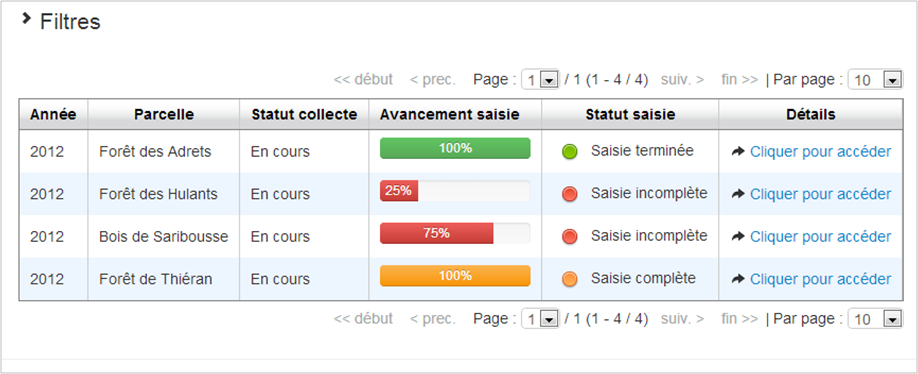 Filtres
<< début < prec. Page : 1 / 1 (1 - 4 / 4) suiv. > fin >> | Par page : 10
Année Parcelle Statut collecte Avancement saisie Statut saisie Détails
2012 Forêt des Adrets En cours 100% Saisie terminée Cliquer pour accéder
2012 Forêt des Hulants En cours 25% Saisie incomplète Cliquer pour accéder
2012 Bois de Saribousse En cours 75% Saisie incomplète Cliquer pour accéder
2012 Forêt de Thiéran En cours 100% Saisie complète Cliquer pour accéder
<< début < prec. Page : 1 / 1 (1 - 4 / 4) suiv. > fin >> | Par page : 10